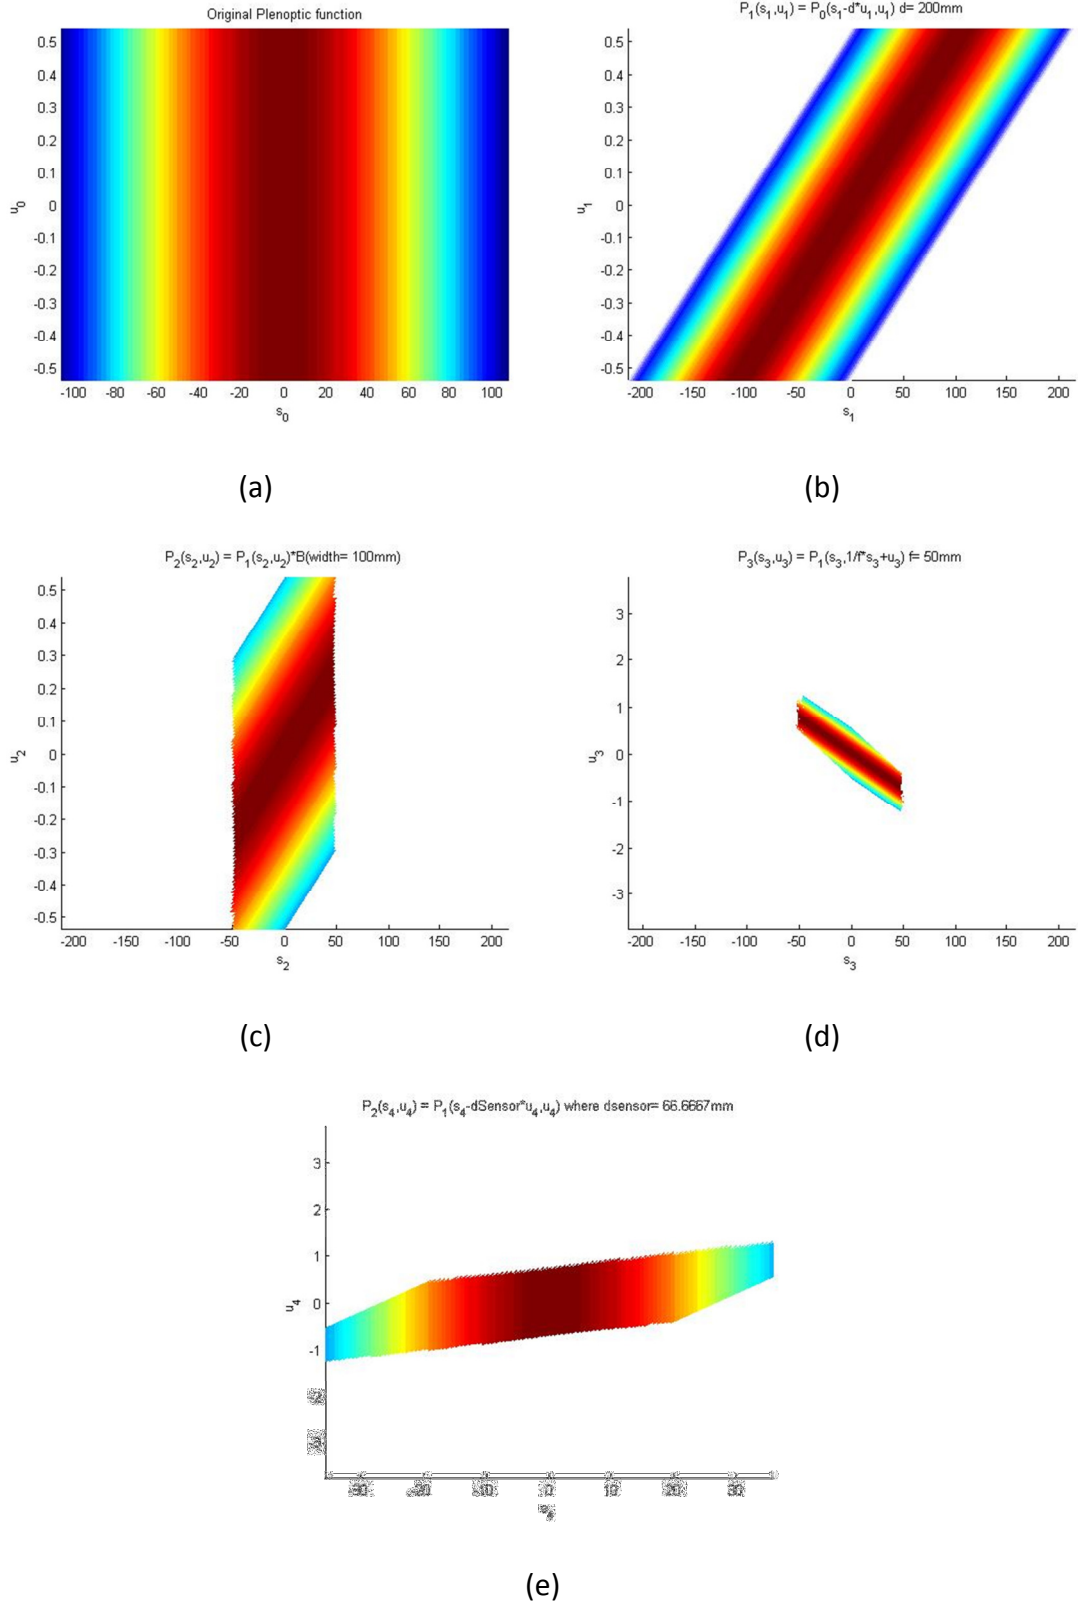 Original Plenoptic function
0.5
0.4
0.3
0.2
0.1
0
-0.1
-0.2
-0.3
-0.4
-0.5
u0
-100 -80 -60 -40 -20 0 20 40 60 80 100
s0
(a)
P1(s1,u1) = P0(s1-d*u1,u1) d= 200mm
0.5
0.4
0.3
0.2
0.1
0
-0.1
-0.2
-0.3
-0.4
-0.5
u1
-200 -150 -100 -50 0 50 100 150 200
s1
(b)
P2(s2,u2) = P1(s2,u2)*B(width= 100mm)
0.5
0.4
0.3
0.2
0.1
0
-0.1
-0.2
-0.3
-0.4
-0.5
u2
-200 -150 -100 -50 0 50 100 150 200
s2
(c)
P3(s3,u3) = P1(s3,1/f*s3+u3) f= 50mm
3
2
1
0
-1
-2
-3
u3
-200 -150 -100 -50 0 50 100 150 200
s3
(d)
P2(s4,u4) = P1(s4-dSensor*u4,u4) where dsensor= 66.6667mm
3
2
1
0
-1
u4
(e)